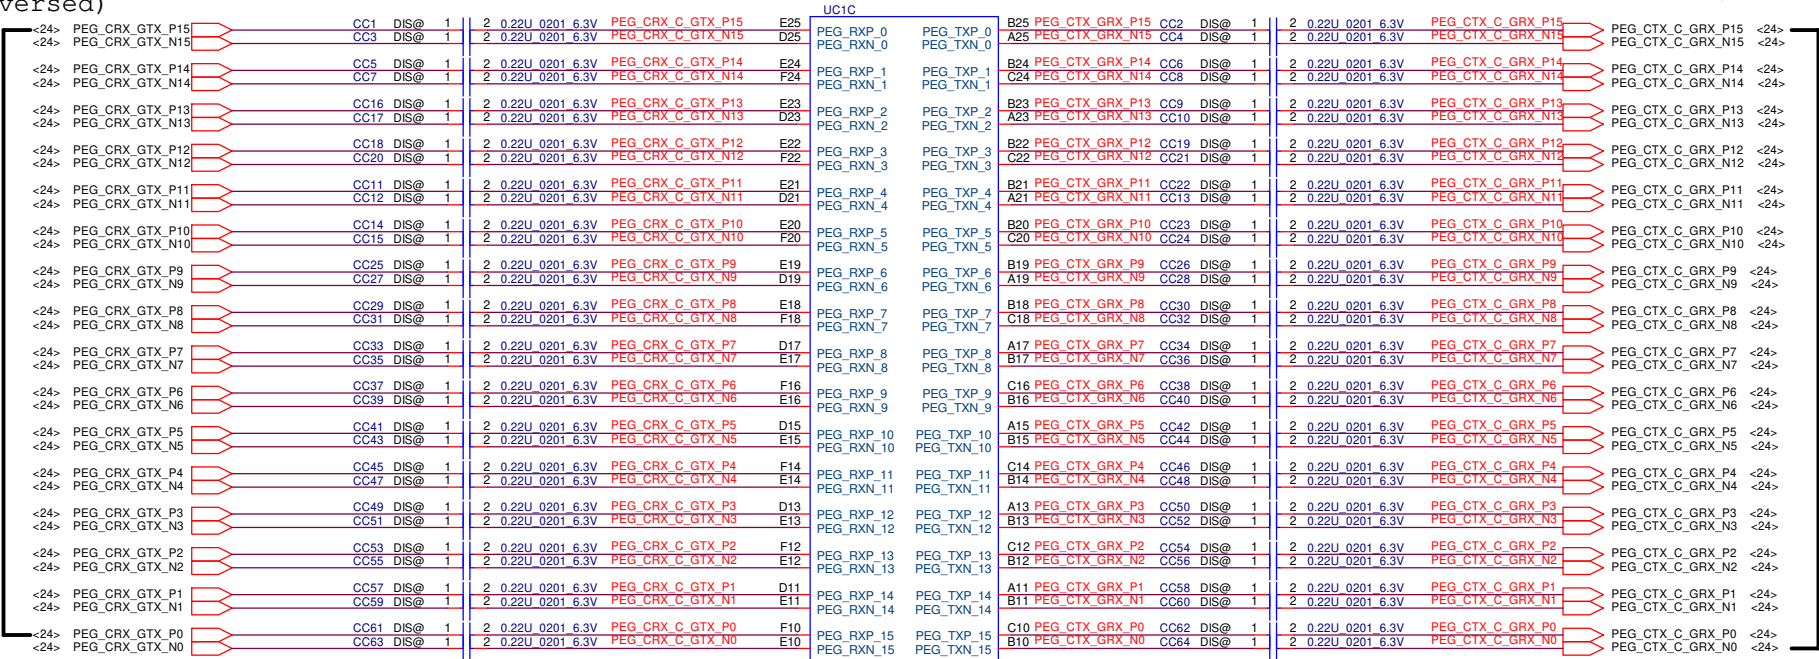 versed)
UC1C
<24> PEG_CRX_GTX_P15 CC1 DIS@ 1 2 0.22U_0201_6.3V PEG_CRX_C_GTX_P15 E25 PEG_RXP_0 PEG_TXP_0 B25 PEG_CTX_GRX_P15 CC2 DIS@ 1 2 0.22U_0201_6.3V PEG_CTX_C_GRX_P15 PEG_CTX_C_GRX_P15 <24>
<24> PEG_CRX_GTX_N15 CC3 DIS@ 1 2 0.22U_0201_6.3V PEG_CRX_C_GTX_N15 D25 PEG_RXN_0 PEG_TXN_0 A25 PEG_CTX_GRX_N15 CC4 DIS@ 1 2 0.22U_0201_6.3V PEG_CTX_C_GRX_N15 PEG_CTX_C_GRX_N15 <24>
<24> PEG_CRX_GTX_P14 CC5 DIS@ 1 2 0.22U_0201_6.3V PEG_CRX_C_GTX_P14 E24 PEG_RXP_1 PEG_TXP_1 B24 PEG_CTX_GRX_P14 CC6 DIS@ 1 2 0.22U_0201_6.3V PEG_CTX_C_GRX_P14 PEG_CTX_C_GRX_P14 <24>
<24> PEG_CRX_GTX_N14 CC7 DIS@ 1 2 0.22U_0201_6.3V PEG_CRX_C_GTX_N14 F24 PEG_RXN_1 PEG_TXN_1 C24 PEG_CTX_GRX_N14 CC8 DIS@ 1 2 0.22U_0201_6.3V PEG_CTX_C_GRX_N14 PEG_CTX_C_GRX_N14 <24>
<24> PEG_CRX_GTX_P13 CC16 DIS@ 1 2 0.22U_0201_6.3V PEG_CRX_C_GTX_P13 E23 PEG_RXP_2 PEG_TXP_2 B23 PEG_CTX_GRX_P13 CC9 DIS@ 1 2 0.22U_0201_6.3V PEG_CTX_C_GRX_P13 PEG_CTX_C_GRX_P13 <24>
<24> PEG_CRX_GTX_N13 CC17 DIS@ 1 2 0.22U_0201_6.3V PEG_CRX_C_GTX_N13 D23 PEG_RXN_2 PEG_TXN_2 A23 PEG_CTX_GRX_N13 CC10 DIS@ 1 2 0.22U_0201_6.3V PEG_CTX_C_GRX_N13 PEG_CTX_C_GRX_N13 <24>
<24> PEG_CRX_GTX_P12 CC18 DIS@ 1 2 0.22U_0201_6.3V PEG_CRX_C_GTX_P12 E22 PEG_RXP_3 PEG_TXP_3 B22 PEG_CTX_GRX_P12 CC19 DIS@ 1 2 0.22U_0201_6.3V PEG_CTX_C_GRX_P12 PEG_CTX_C_GRX_P12 <24>
<24> PEG_CRX_GTX_N12 CC20 DIS@ 1 2 0.22U_0201_6.3V PEG_CRX_C_GTX_N12 F22 PEG_RXN_3 PEG_TXN_3 C22 PEG_CTX_GRX_N12 CC21 DIS@ 1 2 0.22U_0201_6.3V PEG_CTX_C_GRX_N12 PEG_CTX_C_GRX_N12 <24>
<24> PEG_CRX_GTX_P11 CC11 DIS@ 1 2 0.22U_0201_6.3V PEG_CRX_C_GTX_P11 E21 PEG_RXP_4 PEG_TXP_4 B21 PEG_CTX_GRX_P11 CC22 DIS@ 1 2 0.22U_0201_6.3V PEG_CTX_C_GRX_P11 PEG_CTX_C_GRX_P11 <24>
<24> PEG_CRX_GTX_N11 CC12 DIS@ 1 2 0.22U_0201_6.3V PEG_CRX_C_GTX_N11 D21 PEG_RXN_4 PEG_TXN_4 A21 PEG_CTX_GRX_N11 CC13 DIS@ 1 2 0.22U_0201_6.3V PEG_CTX_C_GRX_N11 PEG_CTX_C_GRX_N11 <24>
<24> PEG_CRX_GTX_P10 CC14 DIS@ 1 2 0.22U_0201_6.3V PEG_CRX_C_GTX_P10 E20 PEG_RXP_5 PEG_TXP_5 B20 PEG_CTX_GRX_P10 CC23 DIS@ 1 2 0.22U_0201_6.3V PEG_CTX_C_GRX_P10 PEG_CTX_C_GRX_P10 <24>
<24> PEG_CRX_GTX_N10 CC15 DIS@ 1 2 0.22U_0201_6.3V PEG_CRX_C_GTX_N10 F20 PEG_RXN_5 PEG_TXN_5 C20 PEG_CTX_GRX_N10 CC24 DIS@ 1 2 0.22U_0201_6.3V PEG_CTX_C_GRX_N10 PEG_CTX_C_GRX_N10 <24>
<24> PEG_CRX_GTX_P9 CC25 DIS@ 1 2 0.22U_0201_6.3V PEG_CRX_C_GTX_P9 E19 PEG_RXP_6 PEG_TXP_6 B19 PEG_CTX_GRX_P9 CC26 DIS@ 1 2 0.22U_0201_6.3V PEG_CTX_C_GRX_P9 PEG_CTX_C_GRX_P9 <24>
<24> PEG_CRX_GTX_N9 CC27 DIS@ 1 2 0.22U_0201_6.3V PEG_CRX_C_GTX_N9 D19 PEG_RXN_6 PEG_TXN_6 A19 PEG_CTX_GRX_N9 CC28 DIS@ 1 2 0.22U_0201_6.3V PEG_CTX_C_GRX_N9 PEG_CTX_C_GRX_N9 <24>
<24> PEG_CRX_GTX_P8 CC29 DIS@ 1 2 0.22U_0201_6.3V PEG_CRX_C_GTX_P8 E18 PEG_RXP_7 PEG_TXP_7 B18 PEG_CTX_GRX_P8 CC30 DIS@ 1 2 0.22U_0201_6.3V PEG_CTX_C_GRX_P8 PEG_CTX_C_GRX_P8 <24>
<24> PEG_CRX_GTX_N8 CC31 DIS@ 1 2 0.22U_0201_6.3V PEG_CRX_C_GTX_N8 F18 PEG_RXN_7 PEG_TXN_7 C18 PEG_CTX_GRX_N8 CC32 DIS@ 1 2 0.22U_0201_6.3V PEG_CTX_C_GRX_N8 PEG_CTX_C_GRX_N8 <24>
<24> PEG_CRX_GTX_P7 CC33 DIS@ 1 2 0.22U_0201_6.3V PEG_CRX_C_GTX_P7 D17 PEG_RXP_8 PEG_TXP_8 A17 PEG_CTX_GRX_P7 CC34 DIS@ 1 2 0.22U_0201_6.3V PEG_CTX_C_GRX_P7 PEG_CTX_C_GRX_P7 <24>
<24> PEG_CRX_GTX_N7 CC35 DIS@ 1 2 0.22U_0201_6.3V PEG_CRX_C_GTX_N7 E17 PEG_RXN_8 PEG_TXN_8 B17 PEG_CTX_GRX_N7 CC36 DIS@ 1 2 0.22U_0201_6.3V PEG_CTX_C_GRX_N7 PEG_CTX_C_GRX_N7 <24>
<24> PEG_CRX_GTX_P6 CC37 DIS@ 1 2 0.22U_0201_6.3V PEG_CRX_C_GTX_P6 F16 PEG_RXP_9 PEG_TXP_9 C16 PEG_CTX_GRX_P6 CC38 DIS@ 1 2 0.22U_0201_6.3V PEG_CTX_C_GRX_P6 PEG_CTX_C_GRX_P6 <24>
<24> PEG_CRX_GTX_N6 CC39 DIS@ 1 2 0.22U_0201_6.3V PEG_CRX_C_GTX_N6 E16 PEG_RXN_9 PEG_TXN_9 B16 PEG_CTX_GRX_N6 CC40 DIS@ 1 2 0.22U_0201_6.3V PEG_CTX_C_GRX_N6 PEG_CTX_C_GRX_N6 <24>
<24> PEG_CRX_GTX_P5 CC41 DIS@ 1 2 0.22U_0201_6.3V PEG_CRX_C_GTX_P5 D15 PEG_RXP_10 PEG_TXP_10 A15 PEG_CTX_GRX_P5 CC42 DIS@ 1 2 0.22U_0201_6.3V PEG_CTX_C_GRX_P5 PEG_CTX_C_GRX_P5 <24>
<24> PEG_CRX_GTX_N5 CC43 DIS@ 1 2 0.22U_0201_6.3V PEG_CRX_C_GTX_N5 E15 PEG_RXN_10 PEG_TXN_10 B15 PEG_CTX_GRX_N5 CC44 DIS@ 1 2 0.22U_0201_6.3V PEG_CTX_C_GRX_N5 PEG_CTX_C_GRX_N5 <24>
<24> PEG_CRX_GTX_P4 CC45 DIS@ 1 2 0.22U_0201_6.3V PEG_CRX_C_GTX_P4 F14 PEG_RXP_11 PEG_TXP_11 C14 PEG_CTX_GRX_P4 CC46 DIS@ 1 2 0.22U_0201_6.3V PEG_CTX_C_GRX_P4 PEG_CTX_C_GRX_P4 <24>
<24> PEG_CRX_GTX_N4 CC47 DIS@ 1 2 0.22U_0201_6.3V PEG_CRX_C_GTX_N4 E14 PEG_RXN_11 PEG_TXN_11 B14 PEG_CTX_GRX_N4 CC48 DIS@ 1 2 0.22U_0201_6.3V PEG_CTX_C_GRX_N4 PEG_CTX_C_GRX_N4 <24>
<24> PEG_CRX_GTX_P3 CC49 DIS@ 1 2 0.22U_0201_6.3V PEG_CRX_C_GTX_P3 D13 PEG_RXP_12 PEG_TXP_12 A13 PEG_CTX_GRX_P3 CC50 DIS@ 1 2 0.22U_0201_6.3V PEG_CTX_C_GRX_P3 PEG_CTX_C_GRX_P3 <24>
<24> PEG_CRX_GTX_N3 CC51 DIS@ 1 2 0.22U_0201_6.3V PEG_CRX_C_GTX_N3 E13 PEG_RXN_12 PEG_TXN_12 B13 PEG_CTX_GRX_N3 CC52 DIS@ 1 2 0.22U_0201_6.3V PEG_CTX_C_GRX_N3 PEG_CTX_C_GRX_N3 <24>
<24> PEG_CRX_GTX_P2 CC53 DIS@ 1 2 0.22U_0201_6.3V PEG_CRX_C_GTX_P2 F12 PEG_RXP_13 PEG_TXP_13 C12 PEG_CTX_GRX_P2 CC54 DIS@ 1 2 0.22U_0201_6.3V PEG_CTX_C_GRX_P2 PEG_CTX_C_GRX_P2 <24>
<24> PEG_CRX_GTX_N2 CC55 DIS@ 1 2 0.22U_0201_6.3V PEG_CRX_C_GTX_N2 E12 PEG_RXN_13 PEG_TXN_13 B12 PEG_CTX_GRX_N2 CC56 DIS@ 1 2 0.22U_0201_6.3V PEG_CTX_C_GRX_N2 PEG_CTX_C_GRX_N2 <24>
<24> PEG_CRX_GTX_P1 CC57 DIS@ 1 2 0.22U_0201_6.3V PEG_CRX_C_GTX_P1 D11 PEG_RXP_14 PEG_TXP_14 A11 PEG_CTX_GRX_P1 CC58 DIS@ 1 2 0.22U_0201_6.3V PEG_CTX_C_GRX_P1 PEG_CTX_C_GRX_P1 <24>
<24> PEG_CRX_GTX_N1 CC59 DIS@ 1 2 0.22U_0201_6.3V PEG_CRX_C_GTX_N1 E11 PEG_RXN_14 PEG_TXN_14 B11 PEG_CTX_GRX_N1 CC60 DIS@ 1 2 0.22U_0201_6.3V PEG_CTX_C_GRX_N1 PEG_CTX_C_GRX_N1 <24>
<24> PEG_CRX_GTX_P0 CC61 DIS@ 1 2 0.22U_0201_6.3V PEG_CRX_C_GTX_P0 F10 PEG_RXP_15 PEG_TXP_15 C10 PEG_CTX_GRX_P0 CC62 DIS@ 1 2 0.22U_0201_6.3V PEG_CTX_C_GRX_P0 PEG_CTX_C_GRX_P0 <24>
<24> PEG_CRX_GTX_N0 CC63 DIS@ 1 2 0.22U_0201_6.3V PEG_CRX_C_GTX_N0 E10 PEG_RXN_15 PEG_TXN_15 B10 PEG_CTX_GRX_N0 CC64 DIS@ 1 2 0.22U_0201_6.3V PEG_CTX_C_GRX_N0 PEG_CTX_C_GRX_N0 <24>